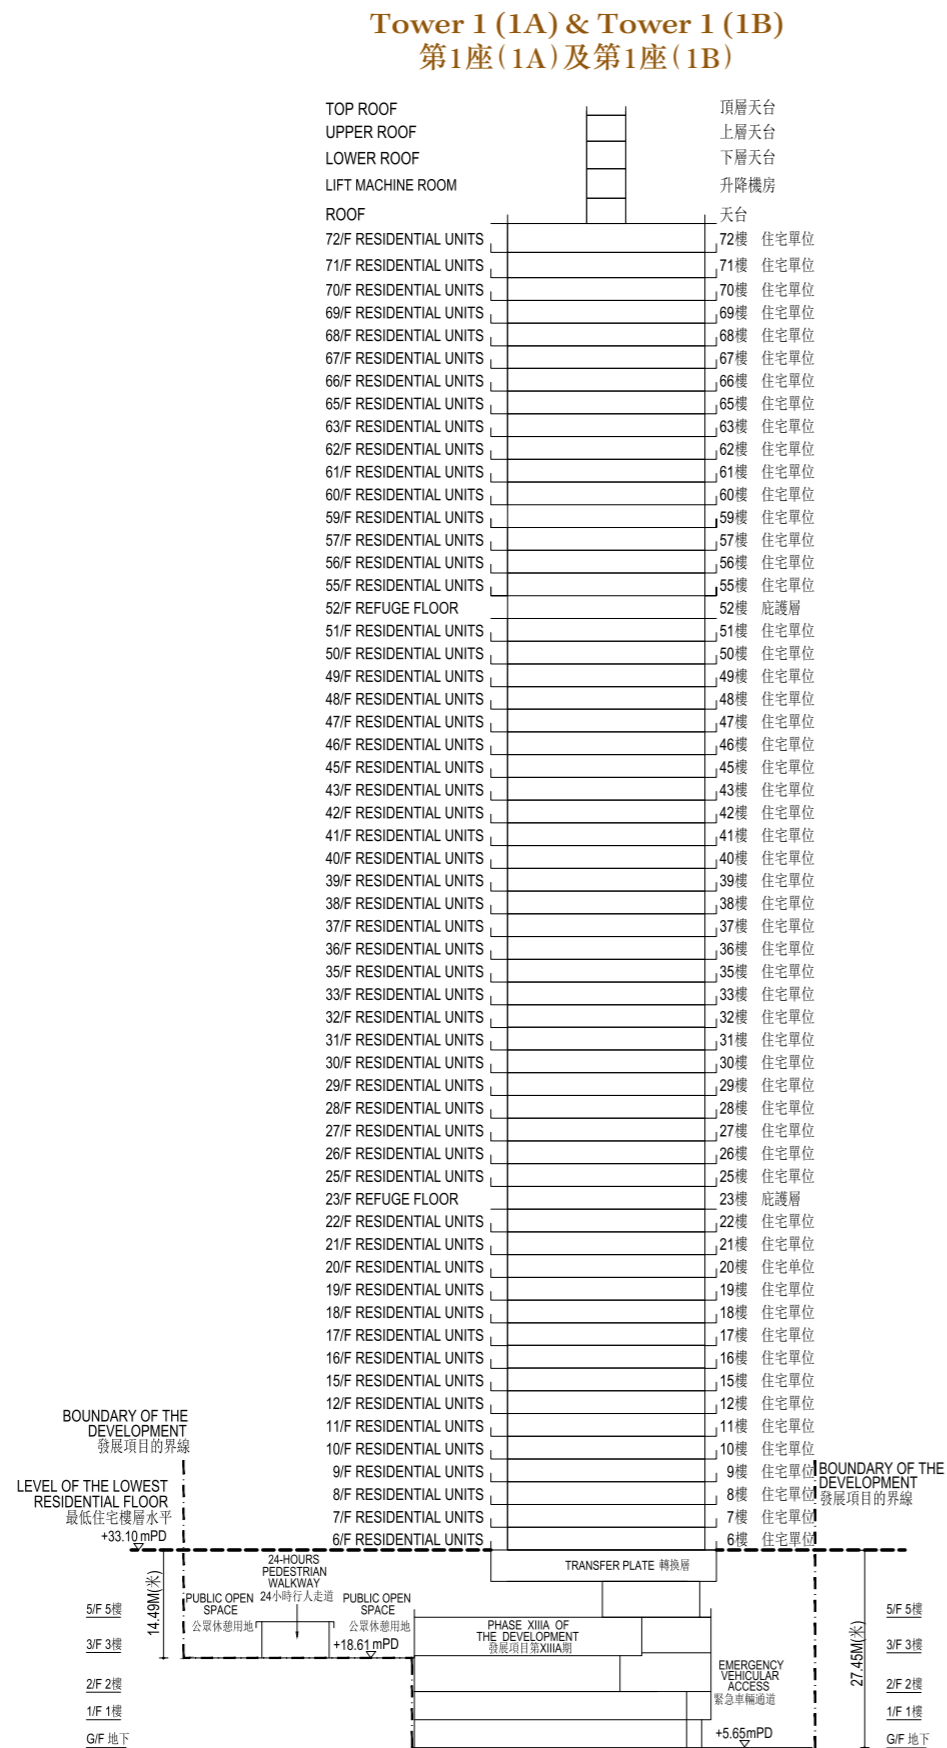 Tower 1 (1A) & Tower 1 (1B)
第1座(1A)及第1座(1B)
TOP ROOF 頂層天台
UPPER ROOF 上層天台
LOWER ROOF 下層天台
LIFT MACHINE ROOM 升降機房
ROOF 天台
72/F RESIDENTIAL UNITS 72樓 住宅單位
71/F RESIDENTIAL UNITS 71樓 住宅單位
70/F RESIDENTIAL UNITS 70樓 住宅單位
69/F RESIDENTIAL UNITS 69樓 住宅單位
68/F RESIDENTIAL UNITS 68樓 住宅單位
67/F RESIDENTIAL UNITS 67樓 住宅單位
66/F RESIDENTIAL UNITS 66樓 住宅單位
65/F RESIDENTIAL UNITS 65樓 住宅單位
63/F RESIDENTIAL UNITS 63樓 住宅單位
62/F RESIDENTIAL UNITS 62樓 住宅單位
61/F RESIDENTIAL UNITS 61樓 住宅單位
60/F RESIDENTIAL UNITS 60樓 住宅單位
59/F RESIDENTIAL UNITS 59樓 住宅單位
57/F RESIDENTIAL UNITS 57樓 住宅單位
56/F RESIDENTIAL UNITS 56樓 住宅單位
55/F RESIDENTIAL UNITS 55樓 住宅單位
52/F REFUGE FLOOR 52樓 庇護層
51/F RESIDENTIAL UNITS 51樓 住宅單位
50/F RESIDENTIAL UNITS 50樓 住宅單位
49/F RESIDENTIAL UNITS 49樓 住宅單位
48/F RESIDENTIAL UNITS 48樓 住宅單位
47/F RESIDENTIAL UNITS 47樓 住宅單位
46/F RESIDENTIAL UNITS 46樓 住宅單位
45/F RESIDENTIAL UNITS 45樓 住宅單位
43/F RESIDENTIAL UNITS 43樓 住宅單位
42/F RESIDENTIAL UNITS 42樓 住宅單位
41/F RESIDENTIAL UNITS 41樓 住宅單位
40/F RESIDENTIAL UNITS 40樓 住宅單位
39/F RESIDENTIAL UNITS 39樓 住宅單位
38/F RESIDENTIAL UNITS 38樓 住宅單位
37/F RESIDENTIAL UNITS 37樓 住宅單位
36/F RESIDENTIAL UNITS 36樓 住宅單位
35/F RESIDENTIAL UNITS 35樓 住宅單位
33/F RESIDENTIAL UNITS 33樓 住宅單位
32/F RESIDENTIAL UNITS 32樓 住宅單位
31/F RESIDENTIAL UNITS 31樓 住宅單位
30/F RESIDENTIAL UNITS 30樓 住宅單位
29/F RESIDENTIAL UNITS 29樓 住宅單位
28/F RESIDENTIAL UNITS 28樓 住宅單位
27/F RESIDENTIAL UNITS 27樓 住宅單位
26/F RESIDENTIAL UNITS 26樓 住宅單位
25/F RESIDENTIAL UNITS 25樓 住宅單位
23/F REFUGE FLOOR 23樓 庇護層
22/F RESIDENTIAL UNITS 22樓 住宅單位
21/F RESIDENTIAL UNITS 21樓 住宅單位
20/F RESIDENTIAL UNITS 20樓 住宅单位
19/F RESIDENTIAL UNITS 19樓 住宅單位
18/F RESIDENTIAL UNITS 18樓 住宅單位
17/F RESIDENTIAL UNITS 17樓 住宅單位
16/F RESIDENTIAL UNITS 16樓 住宅單位
15/F RESIDENTIAL UNITS 15樓 住宅單位
12/F RESIDENTIAL UNITS 12樓 住宅單位
11/F RESIDENTIAL UNITS 11樓 住宅單位
10/F RESIDENTIAL UNITS 10樓 住宅單位
9/F RESIDENTIAL UNITS 9樓 住宅單位
8/F RESIDENTIAL UNITS 8樓 住宅單位
7/F RESIDENTIAL UNITS 7樓 住宅單位
6/F RESIDENTIAL UNITS 6樓 住宅單位
BOUNDARY OF THE
DEVELOPMENT
發展項目的界線
LEVEL OF THE LOWEST
RESIDENTIAL FLOOR
最低住宅樓層水平
+33.10 mPD
BOUNDARY OF THE
DEVELOPMENT
發展項目的界線
TRANSFER PLATE 轉換層
24-HOURS
PEDESTRIAN
WALKWAY
24小時行人走道
PUBLIC OPEN
SPACE
公眾休憩用地
PUBLIC OPEN
SPACE
公眾休憩用地
14.49M(米)
+18.61 mPD
PHASE XIIIA OF
THE DEVELOPMENT
發展項目第XIIIA期
EMERGENCY
VEHICULAR
ACCESS
緊急車輛通道
+5.65mPD
27.45M(米)
5/F 5樓
3/F 3樓
2/F 2樓
1/F 1樓
G/F 地下
5/F 5樓
3/F 3樓
2/F 2樓
1/F 1樓
G/F 地下